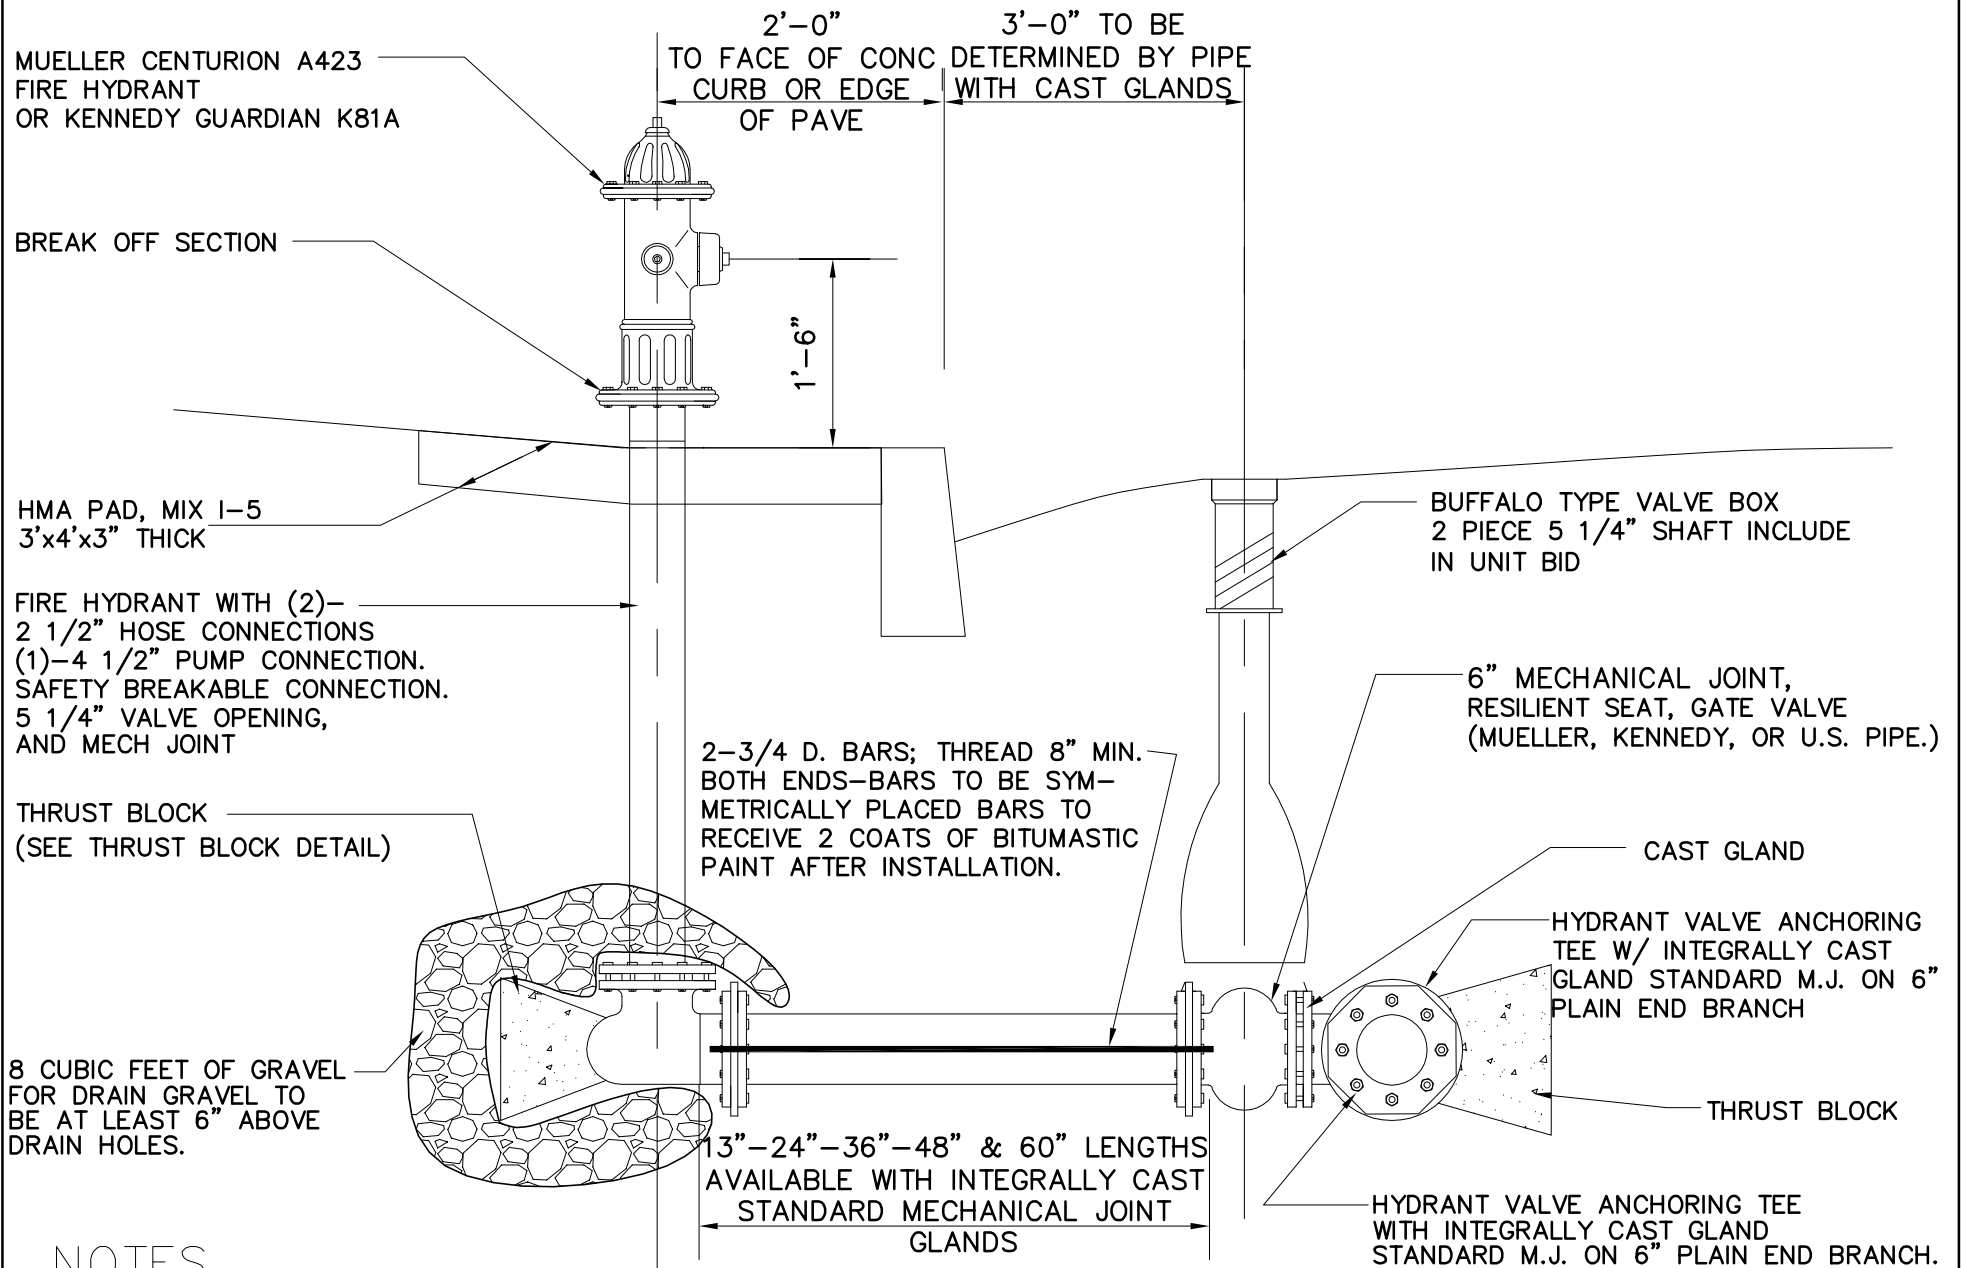 2'-0"
TO FACE OF CONC
CURB OR EDGE
OF PAVE
3'-0" TO BE
DETERMINED BY PIPE
WITH CAST GLANDS
MUELLER CENTURION A423
FIRE HYDRANT
OR KENNEDY GUARDIAN K81A
BREAK OFF SECTION
1'-6"
HMA PAD, MIX I-5
3'x4'x3" THICK
BUFFALO TYPE VALVE BOX
2 PIECE 5 1/4" SHAFT INCLUDE
IN UNIT BID
FIRE HYDRANT WITH (2)-
2 1/2" HOSE CONNECTIONS
(1)-4 1/2" PUMP CONNECTION.
SAFETY BREAKABLE CONNECTION.
5 1/4" VALVE OPENING,
AND MECH JOINT
6" MECHANICAL JOINT,
RESILIENT SEAT, GATE VALVE
(MUELLER, KENNEDY, OR U.S. PIPE.)
2-3/4 D. BARS; THREAD 8" MIN.
BOTH ENDS-BARS TO BE SYM-
METRICALLY PLACED BARS TO
RECEIVE 2 COATS OF BITUMASTIC
PAINT AFTER INSTALLATION.
THRUST BLOCK
(SEE THRUST BLOCK DETAIL)
CAST GLAND
HYDRANT VALVE ANCHORING
TEE W/ INTEGRALLY CAST
GLAND STANDARD M.J. ON 6"
PLAIN END BRANCH
8 CUBIC FEET OF GRAVEL
FOR DRAIN GRAVEL TO
BE AT LEAST 6" ABOVE
DRAIN HOLES.
THRUST BLOCK
13"-24"-36"-48" & 60" LENGTHS
AVAILABLE WITH INTEGRALLY CAST
STANDARD MECHANICAL JOINT
GLANDS
HYDRANT VALVE ANCHORING TEE
WITH INTEGRALLY CAST GLAND
STANDARD M.J. ON 6" PLAIN END BRANCH.
NOTES